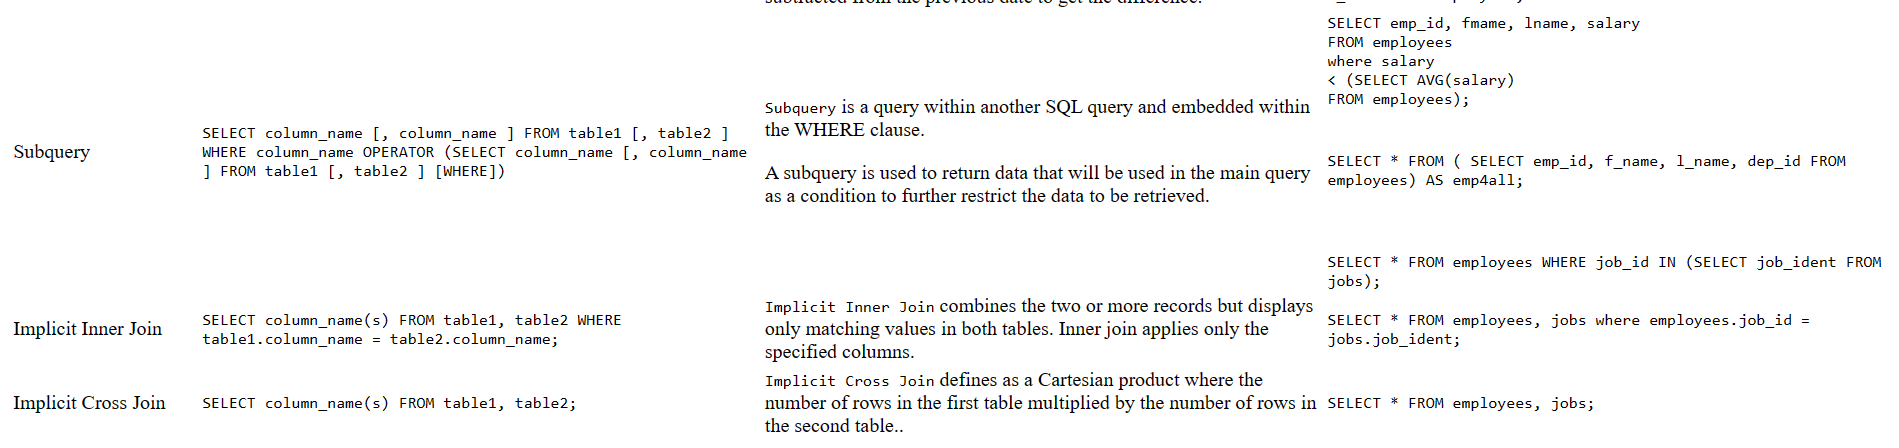 SELECT emp_id, fmame, lname, salary
FROM employees
where salary
< (SELECT AVG(salary)
FROM employees);
Subquery
SELECT column_name [, column_name ] FROM table1 [, table2 ]
WHERE column_name OPERATOR (SELECT column_name [, column_name
] FROM table1 [, table2 ] [WHERE])
Subquery is a query within another SQL query and embedded within
the WHERE clause.
A subquery is used to return data that will be used in the main query
as a condition to further restrict the data to be retrieved.
SELECT * FROM ( SELECT emp_id, f_name, l_name, dep_id FROM
employees) AS emp4all;
SELECT * FROM employees WHERE job_id IN (SELECT job_ident FROM
jobs);
Implicit Inner Join
SELECT column_name(s) FROM table1, table2 WHERE
table1.column_name = table2.column_name;
Implicit Inner Join combines the two or more records but displays
only matching values in both tables. Inner join applies only the
specified columns.
SELECT * FROM employees, jobs where employees.job_id =
jobs.job_ident;
Implicit Cross Join
SELECT column_name(s) FROM table1, table2;
Implicit Cross Join defines as a Cartesian product where the
number of rows in the first table multiplied by the number of rows in
the second table..
SELECT * FROM employees, jobs;